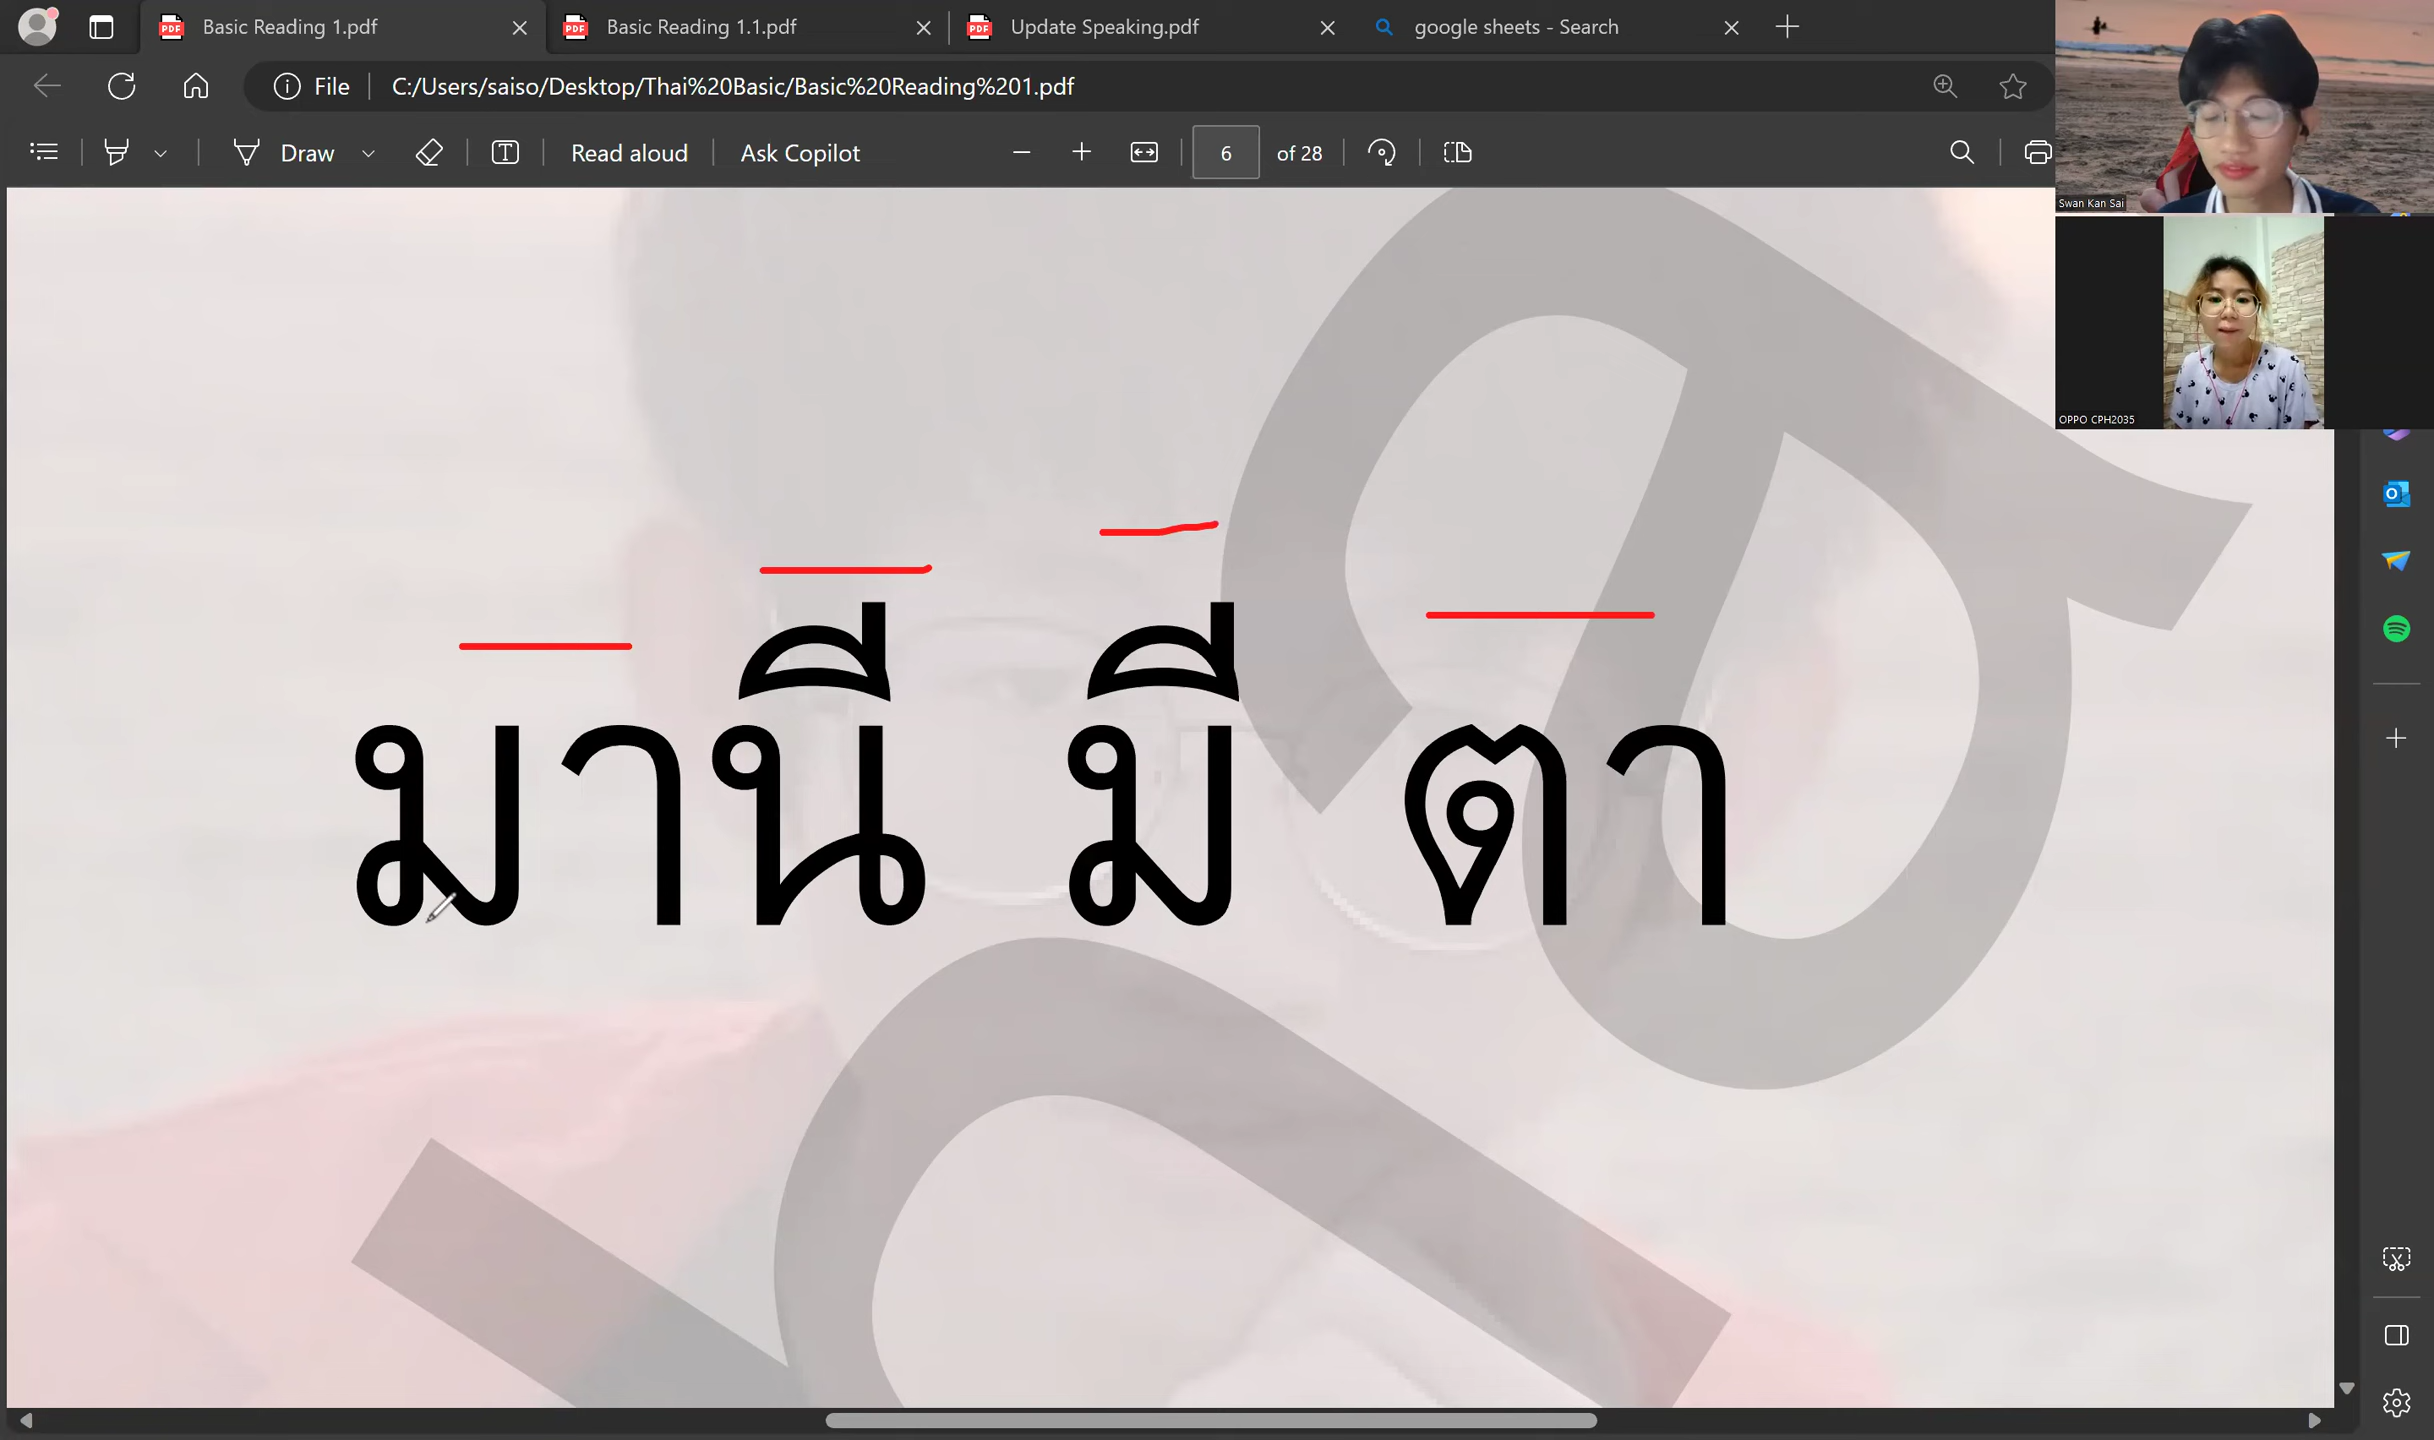 Basic Reading 1.pdf
Basic Reading 1.1.pdf
Update Speaking.pdf
google sheets - Search
File
C:/Users/saiso/Desktop/Thai%20Basic/Basic%20Reading%201.pdf
Draw
Read aloud
Ask Copilot
6 of 28
Swan Kan Sai
OPPO CPH2035
มานี มี ตา